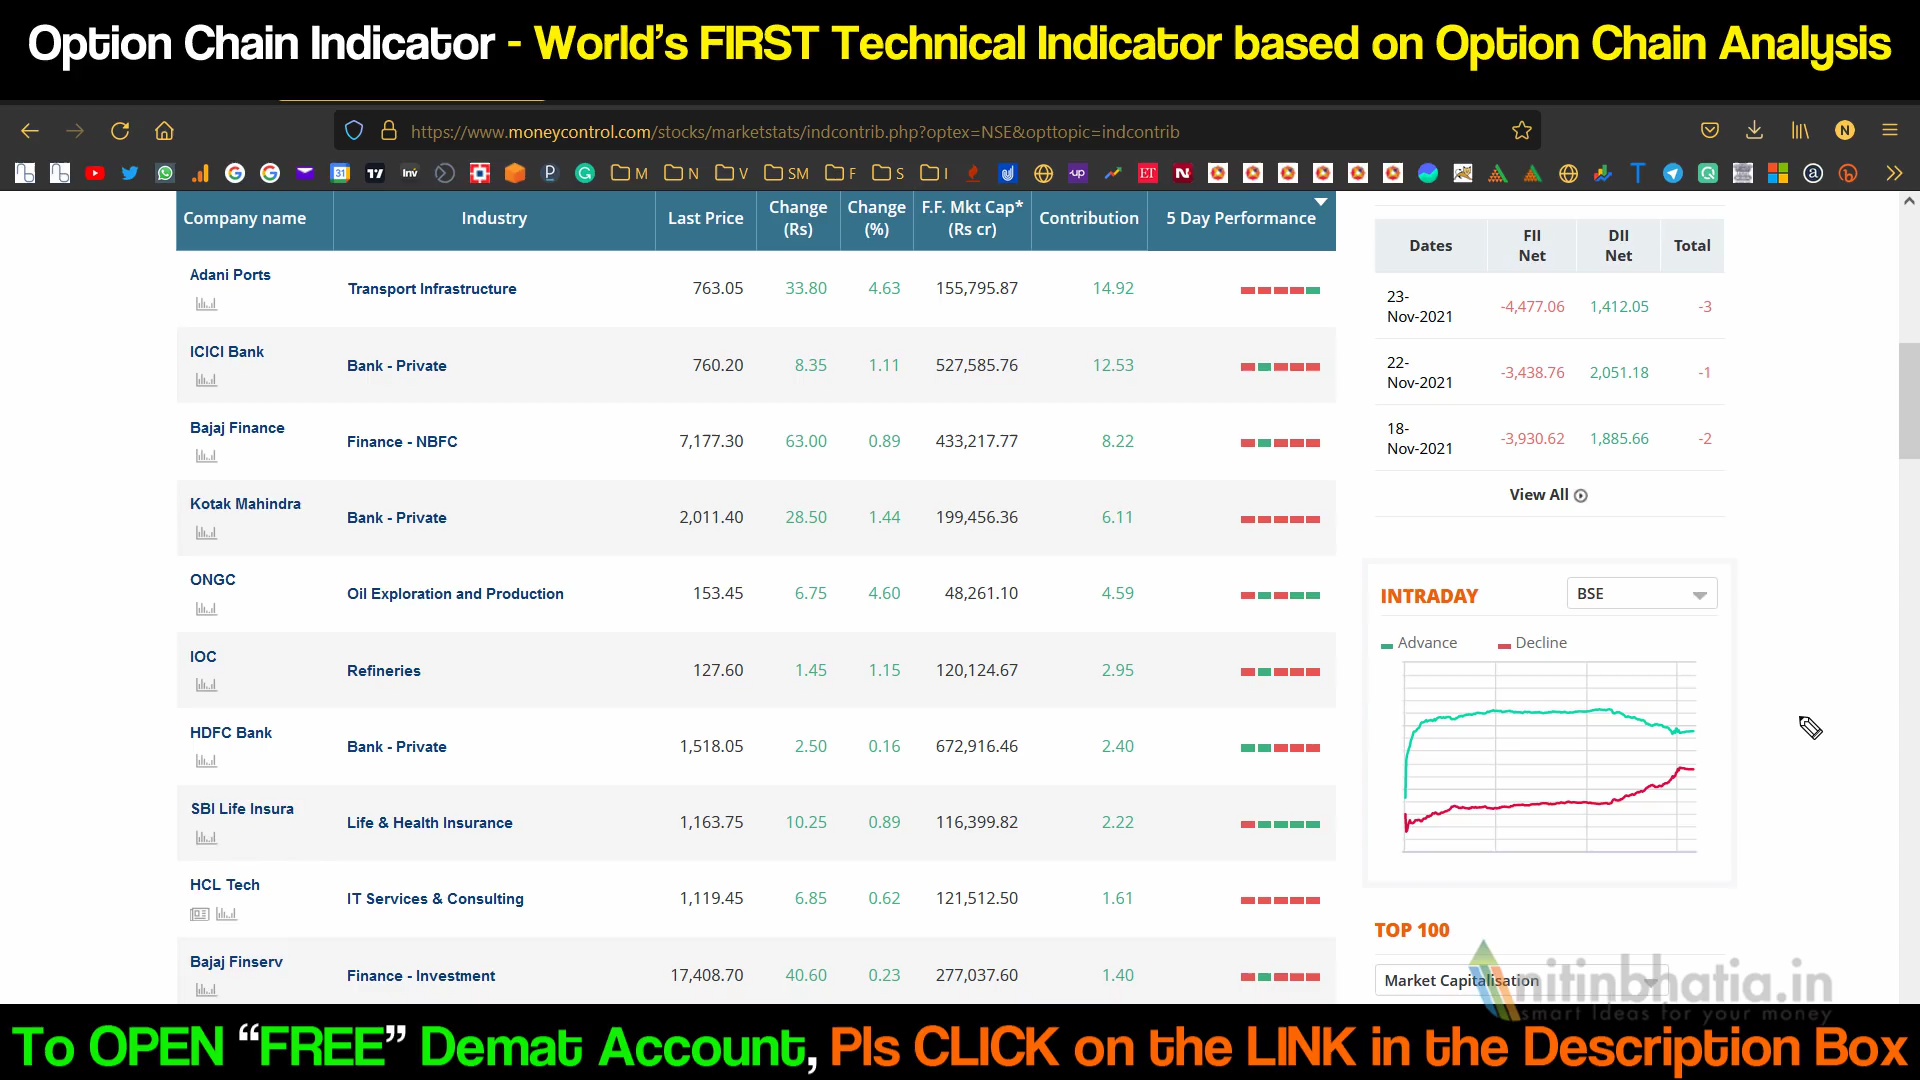 Option Chain Indicator - World's FIRST Technical Indicator based on Option Chain Analysis
https://www.moneycontrol.com/stocks/marketstats/indcontrib.php?optex=NSE&opttopic=indcontrib
N
31 Inv P M N V SM F S I up ET N T Q a b
Company name Industry Last Price Change (Rs) Change (%) F.F. Mkt Cap* (Rs cr) Contribution 5 Day Performance
Adani Ports Transport Infrastructure 763.05 33.80 4.63 155,795.87 14.92
ICICI Bank Bank - Private 760.20 8.35 1.11 527,585.76 12.53
Bajaj Finance Finance - NBFC 7,177.30 63.00 0.89 433,217.77 8.22
Kotak Mahindra Bank - Private 2,011.40 28.50 1.44 199,456.36 6.11
ONGC Oil Exploration and Production 153.45 6.75 4.60 48,261.10 4.59
IOC Refineries 127.60 1.45 1.15 120,124.67 2.95
HDFC Bank Bank - Private 1,518.05 2.50 0.16 672,916.46 2.40
SBI Life Insura Life & Health Insurance 1,163.75 10.25 0.89 116,399.82 2.22
HCL Tech IT Services & Consulting 1,119.45 6.85 0.62 121,512.50 1.61
Bajaj Finserv Finance - Investment 17,408.70 40.60 0.23 277,037.60 1.40
Dates FII Net DII Net Total
23-Nov-2021 -4,477.06 1,412.05 -3
22-Nov-2021 -3,438.76 2,051.18 -1
18-Nov-2021 -3,930.62 1,885.66 -2
View All
INTRADAY BSE
Advance Decline
TOP 100
Market Capitalisation
nitinbhatia.in
smart Ideas for your money
To OPEN “FREE” Demat Account, Pls CLICK on the LINK in the Description Box